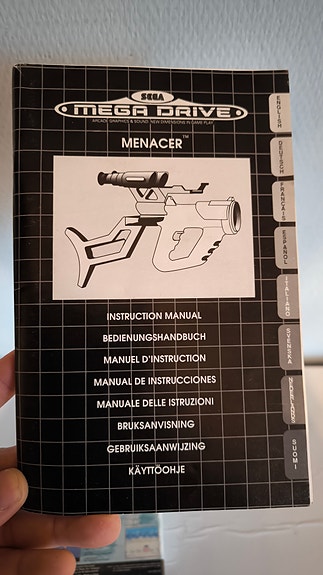 SEGA
MEGA DRIVE
ARCADE GRAPHICS & SOUND: NEW DIMENSIONS IN GAME PLAY
MENACER™
INSTRUCTION MANUAL
BEDIENUNGSHANDBUCH
MANUEL D'INSTRUCTION
MANUAL DE INSTRUCCIONES
MANUALE DELLE ISTRUZIONI
BRUKSANVISNING
GEBRUIKSAANWIJZING
KÄYTTÖOHJE
ENGLISH
DEUTSCH
FRANÇAIS
ESPAÑOL
ITALIANO
SVENSKA
NEDERLANDS
SUOMI